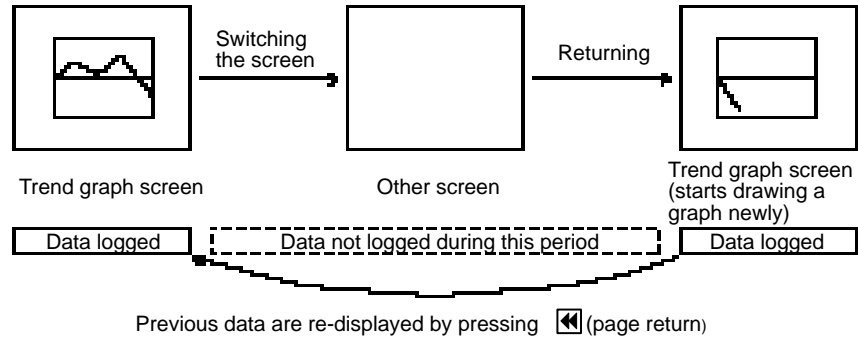 Switching
the screen
Returning
Trend graph screen
Other screen
Trend graph screen
(starts drawing a
graph newly)
Data logged
Data not logged during this period
Data logged
Previous data are re-displayed by pressing (page return)